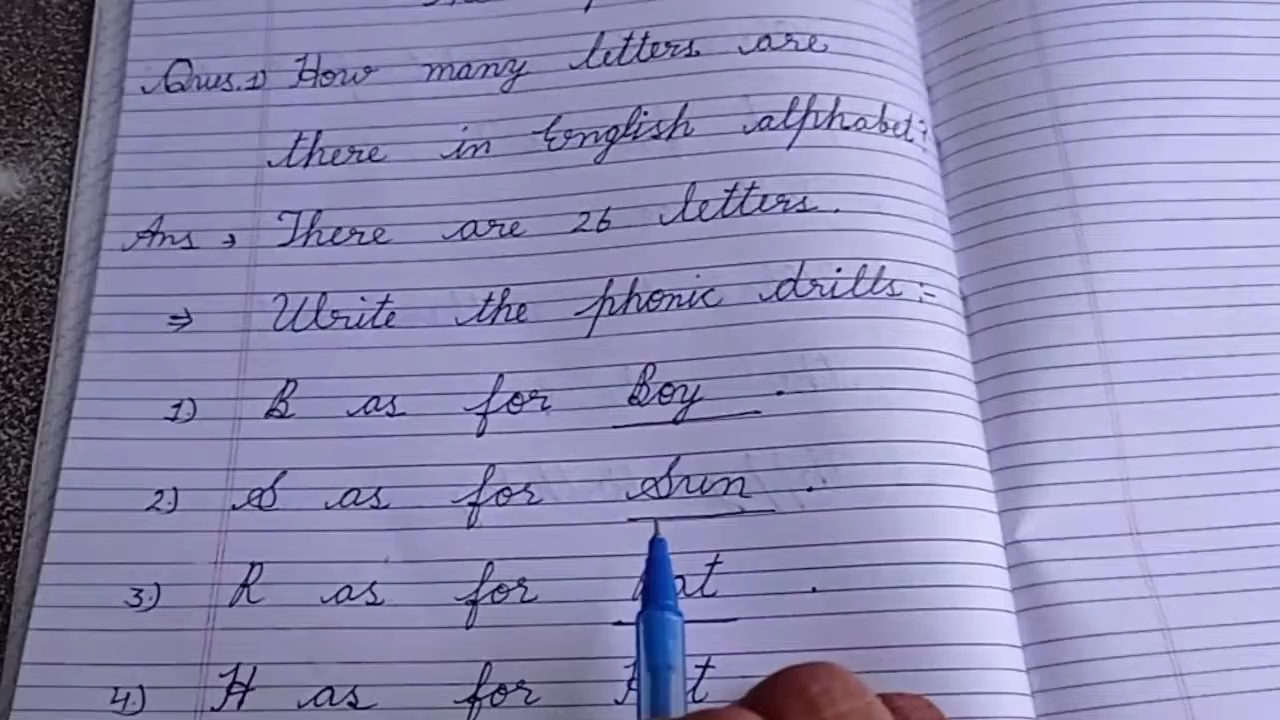 Ques.1) How many letters are
there in English alphabet?
Ans → There are 26 letters.
⇒ Write the phonic drills:-
1) B as for Boy .
2.) S as for Sun .
3.) R as for .
4.) H as for